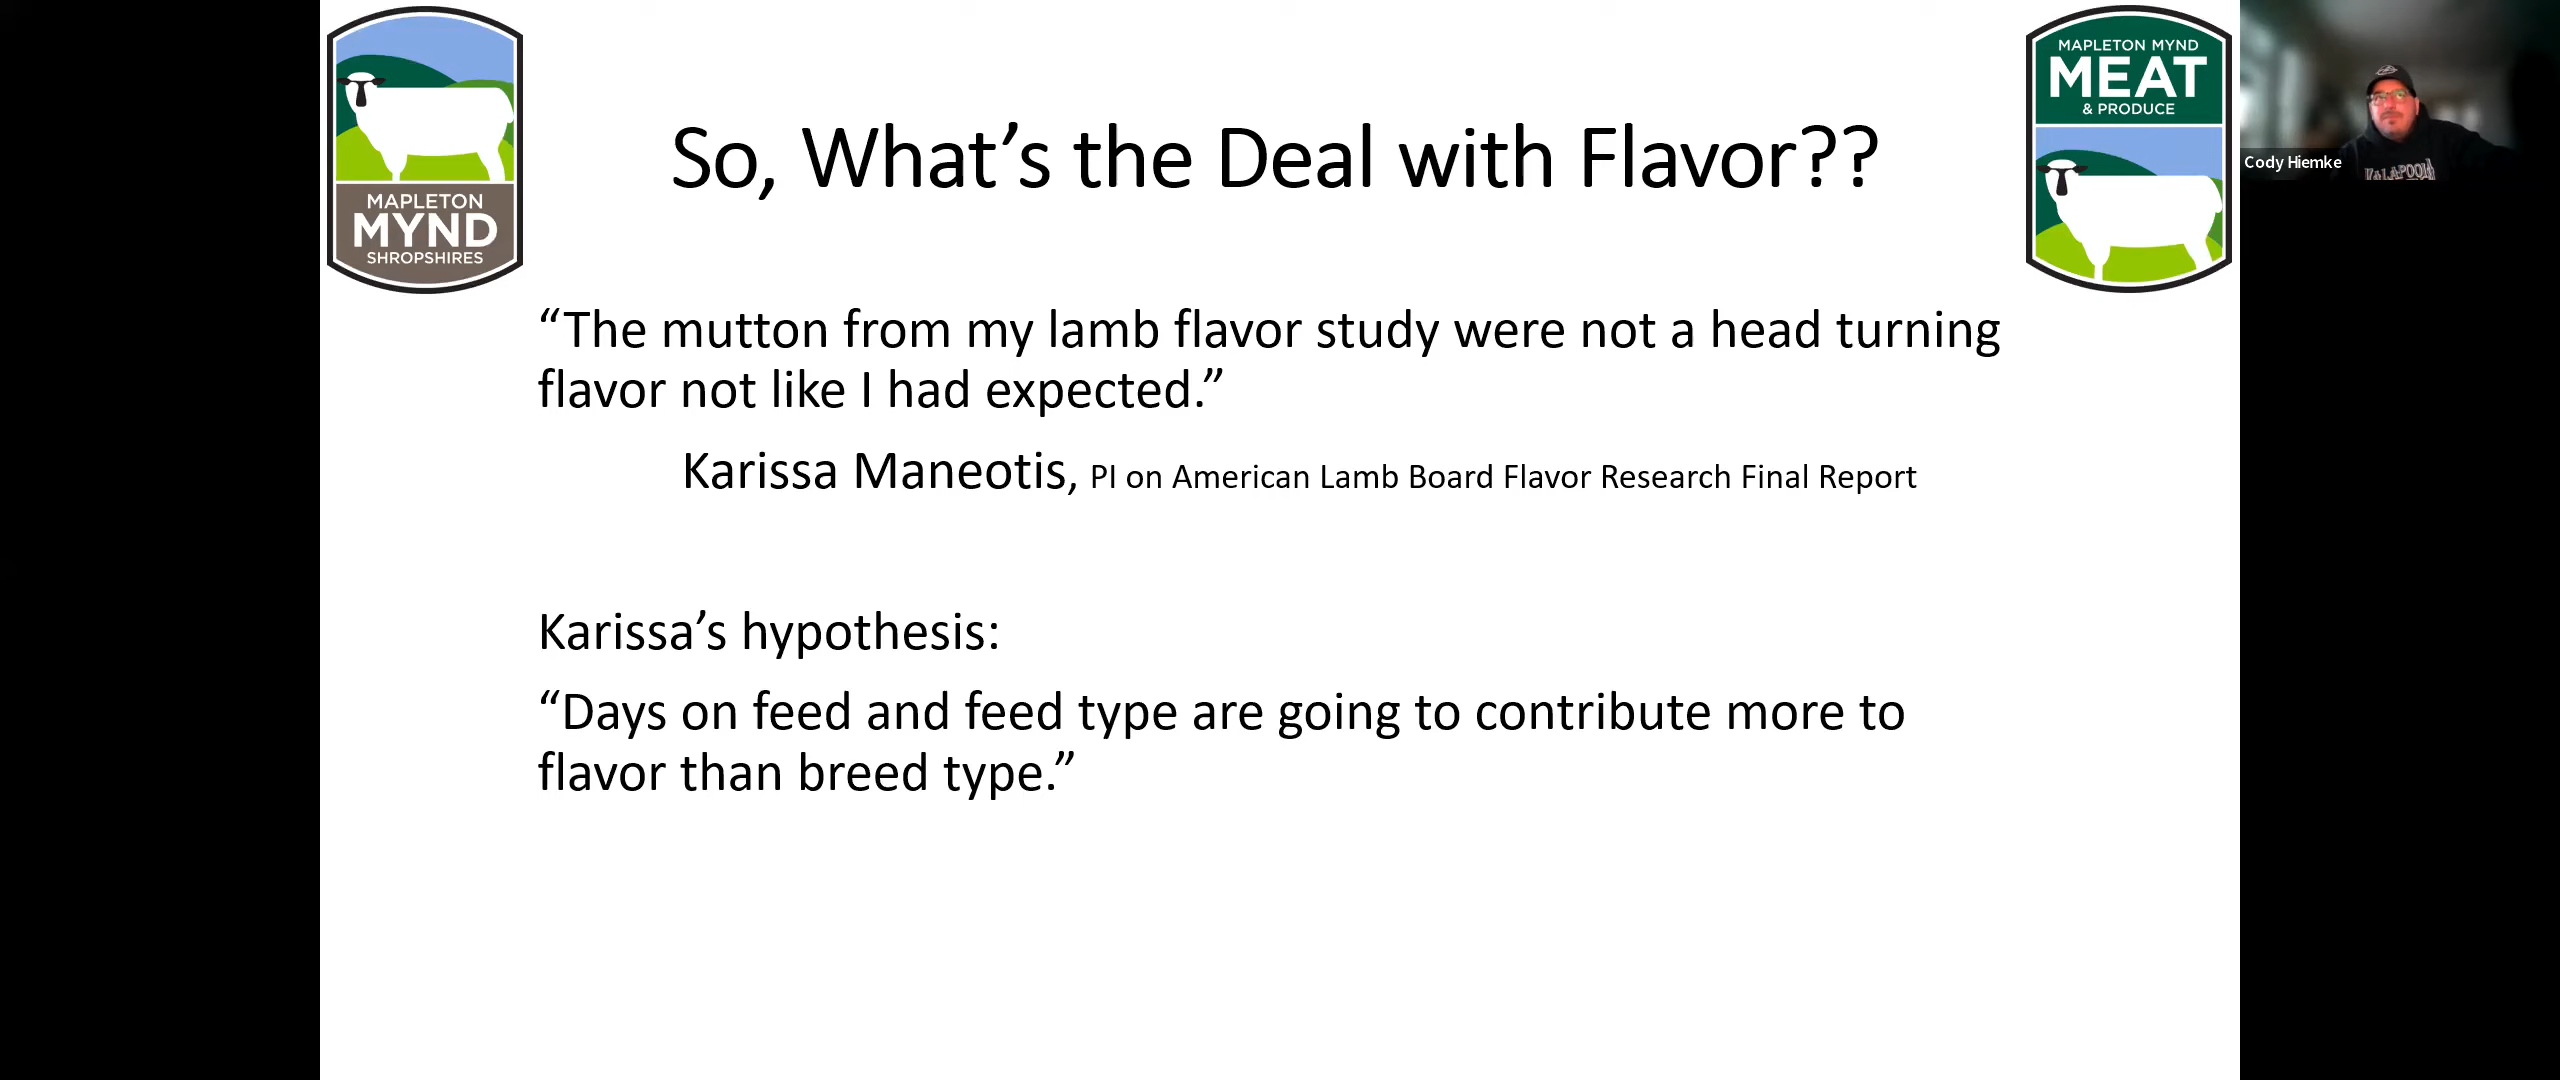 MAPLETON
MYND
SHROPSHIRES
So, What’s the Deal with Flavor??
MAPLETON MYND
MEAT
& PRODUCE
Cody Hiemke
“The mutton from my lamb flavor study were not a head turning
flavor not like I had expected.”
Karissa Maneotis, PI on American Lamb Board Flavor Research Final Report
Karissa’s hypothesis:
“Days on feed and feed type are going to contribute more to
flavor than breed type.”